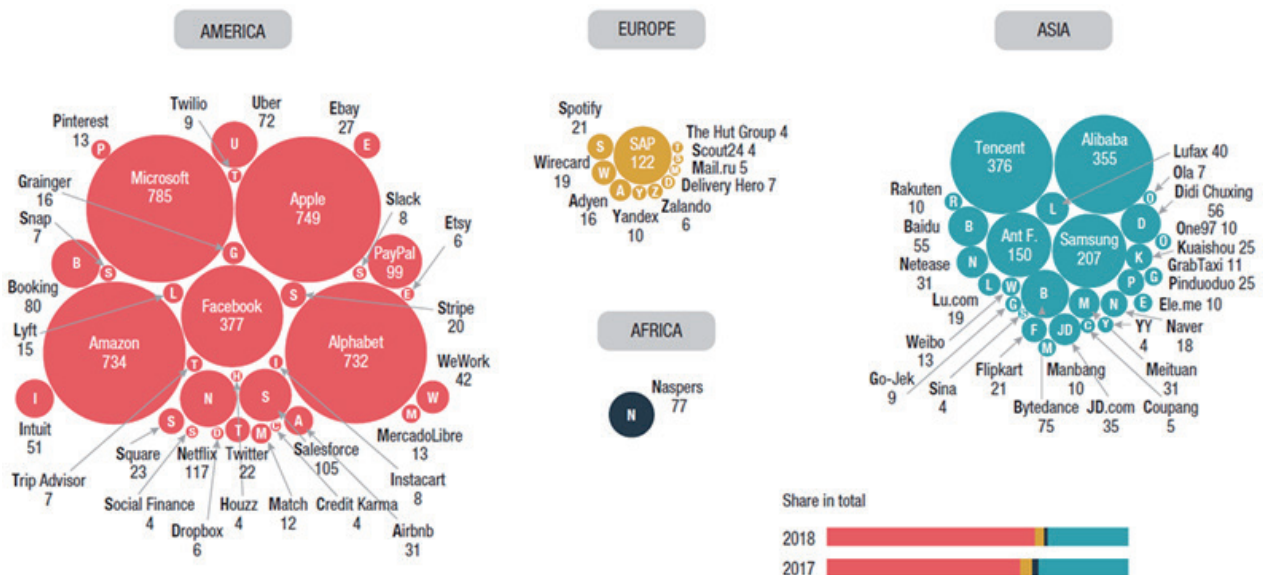 AMERICA
EUROPE
ASIA
Pinterest
13
P
Twilio
9
Uber
72
U
T
Ebay
27
E
Microsoft
785
Apple
749
Grainger
16
G
Snap
7
S
Slack
8
S
Etsy
6
E
PayPal
99
B
Booking
80
Lyft
15
L
Facebook
377
S
Stripe
20
Amazon
734
Alphabet
732
WeWork
42
W
I
Intuit
51
T
H
I
N
S
S
S
D
T
M
C
A
M
MercadoLibre
13
Trip Advisor
7
Square
23
Social Finance
4
Netflix
117
Dropbox
6
Twitter
22
Houzz
4
Match
12
Salesforce
105
Credit Karma
4
Instacart
8
Airbnb
31
Spotify
21
S
SAP
122
The Hut Group 4
Scout24 4
Mail.ru 5
Delivery Hero 7
Wirecard
19
W
Adyen
16
A
Y
Z
D
Yandex
10
Zalando
6
AFRICA
Naspers
77
N
Tencent
376
Alibaba
355
Lufax 40
Ola 7
Didi Chuxing
56
One97 10
Kuaishou 25
GrabTaxi 11
Pinduoduo 25
Ele.me 10
Naver
18
YY
4
Meituan
31
Coupang
5
JD.com
35
Bytedance
75
Manbang
10
Flipkart
21
Sina
4
Go-Jek
9
Weibo
13
Lu.com
19
Netease
31
Baidu
55
Rakuten
10
R
B
N
L
W
G
S
L
Ant F.
150
Samsung
207
O
D
O
K
G
P
E
N
M
B
Y
C
JD
F
M
Share in total
2018
2017